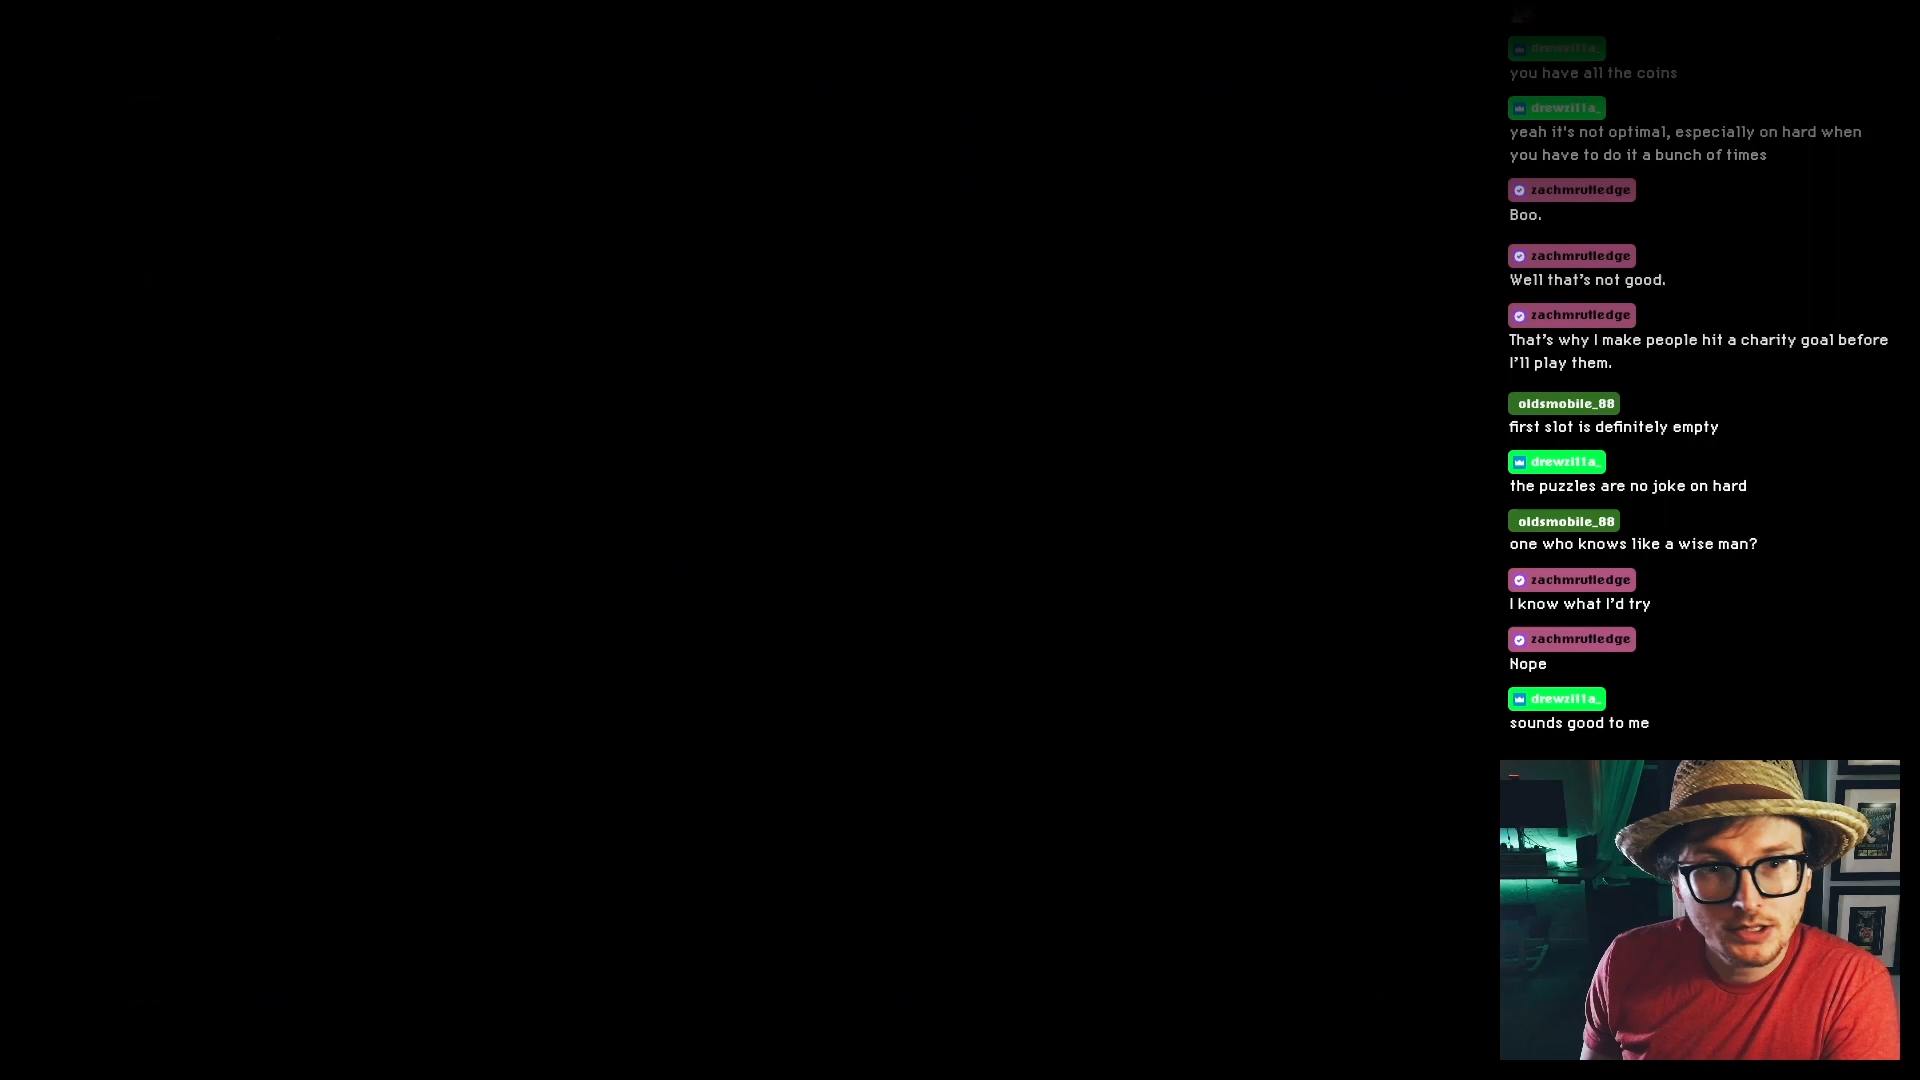 drewzilla_
you have all the coins
drewzilla_
yeah it's not optimal, especially on hard when
you have to do it a bunch of times
zachmrutledge
Boo.
zachmrutledge
Well that's not good.
zachmrutledge
That's why I make people hit a charity goal before
I'll play them.
oldsmobile_88
first slot is definitely empty
drewzilla_
the puzzles are no joke on hard
oldsmobile_88
one who knows like a wise man?
zachmrutledge
I know what I'd try
zachmrutledge
Nope
drewzilla_
sounds good to me